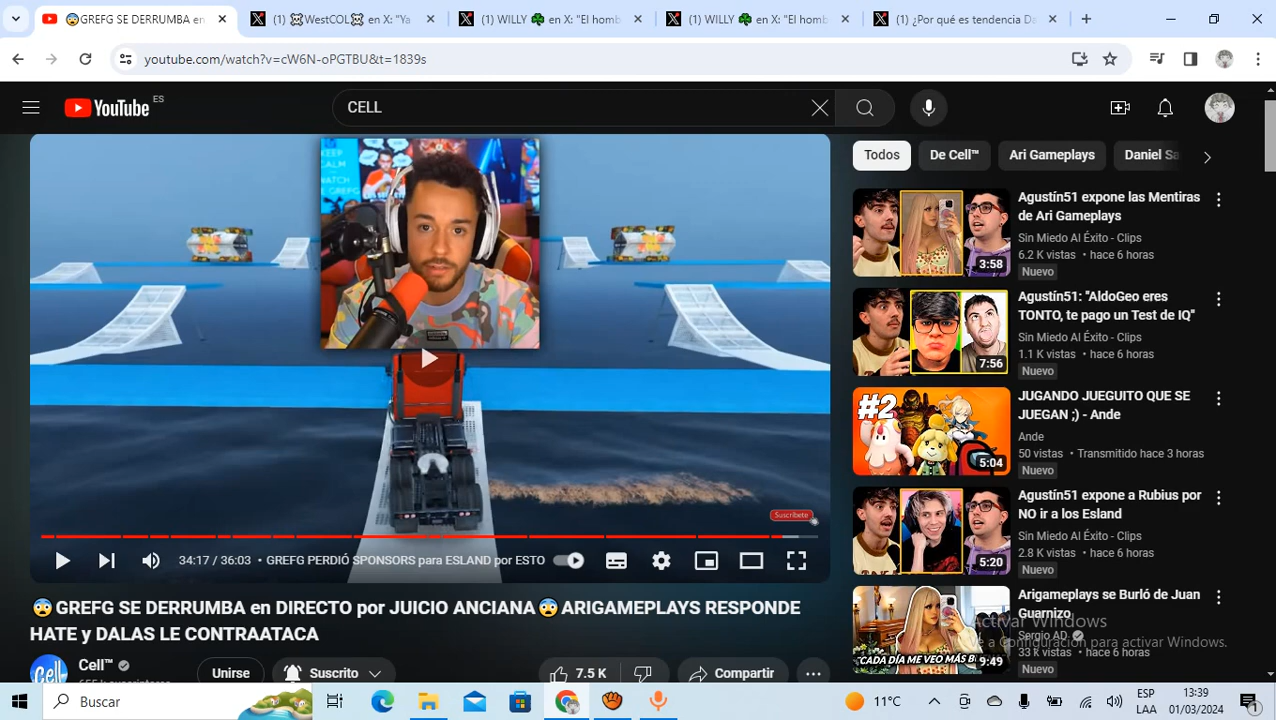 GREFG SE DERRUMBA en
WestCOL en X: "Ya
(1) WILLY 🍀 en X: "El homb
(1) WILLY 🍀 en X: "El homb
(1) ¿Por qué es tendencia Da
youtube.com/watch?v=cW6N-oPGTBU&t=1839s
YouTube ES
CELL
KEEP
CALM
WATCH
THE GREFG
Suscríbete
34:17 / 36:03 • GREFG PERDIÓ SPONSORS para ESLAND por ESTO
😨GREFG SE DERRUMBA en DIRECTO por JUICIO ANCIANA😨ARIGAMEPLAYS RESPONDE
HATE y DALAS LE CONTRAATACA
Cell
Cell™
Unirse
Suscrito
7.5 K
Compartir
Todos
De Cell™
Ari Gameplays
Daniel Sa
3:58
Agustín51 expone las Mentiras
de Ari Gameplays
Sin Miedo Al Éxito - Clips
6.2 K vistas • hace 6 horas
Nuevo
7:56
Agustín: "AldoGeo eres
TONTO, te pago un Test de IQ"
Sin Miedo Al Éxito - Clips
1.1 K vistas • hace 6 horas
Nuevo
#2
5:04
JUGANDO JUEGUITO QUE SE
JUEGAN ;) - Ande
Ande
50 vistas • Transmitido hace 3 horas
Nuevo
5:20
Agustín51 expone a Rubius por
NO ir a los Esland
Sin Miedo Al Éxito - Clips
2.8 K vistas • hace 6 horas
Nuevo
"CADA DÍA ME VEO MÁS B
9:49
Arigameplays se Burló de Juan
Guarnizo
Sergio AD
33 K vistas • hace 6 horas
Nuevo
Activar Windows
Ve a Configuración para activar Windows.
Buscar
11°C
ESP
LAA
13:39
01/03/2024
1